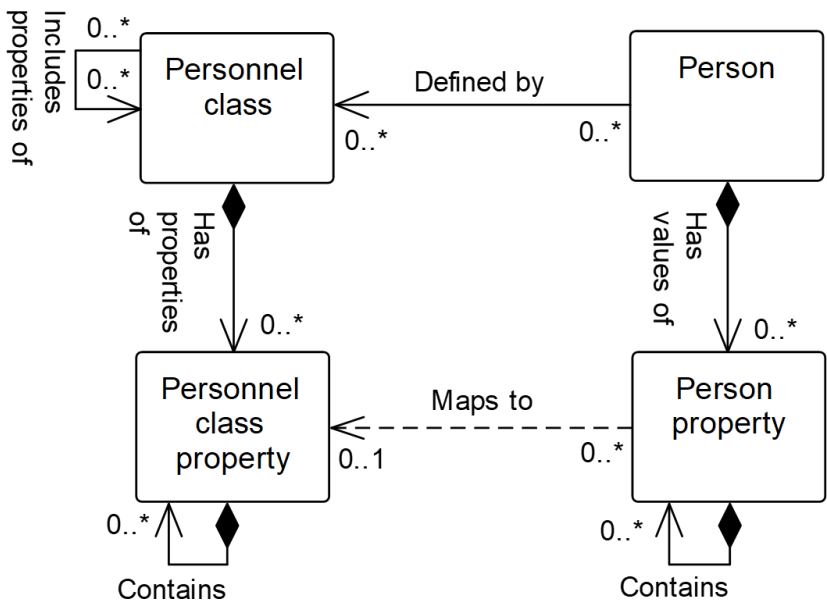 Includes
properties of
0..*
0..*
Personnel
class
Defined by
0..*
0..*
Person
Has
properties
of
0..*
Has
values of
0..*
Personnel
class
property
Maps to
0..1
0..*
Person
property
0..*
Contains
0..*
Contains